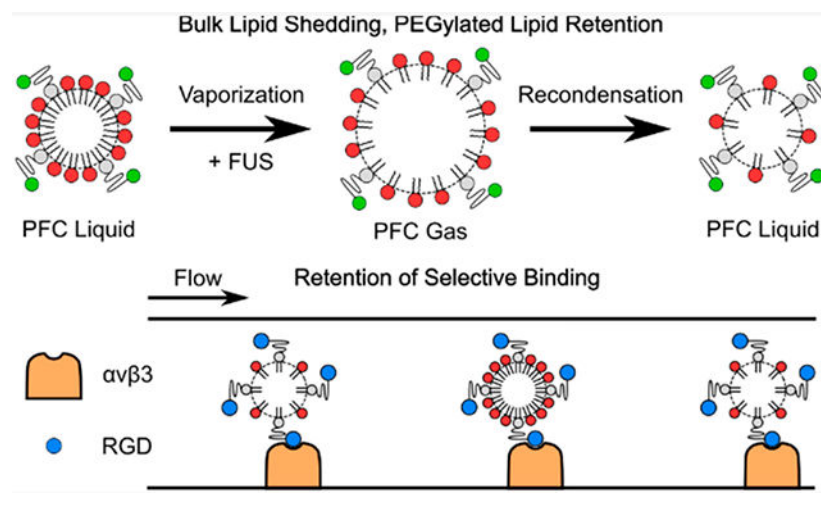 Bulk Lipid Shedding, PEGylated Lipid Retention
Vaporization
+ FUS
Recondensation
PFC Liquid
PFC Gas
PFC Liquid
Flow
Retention of Selective Binding
αvβ3
RGD